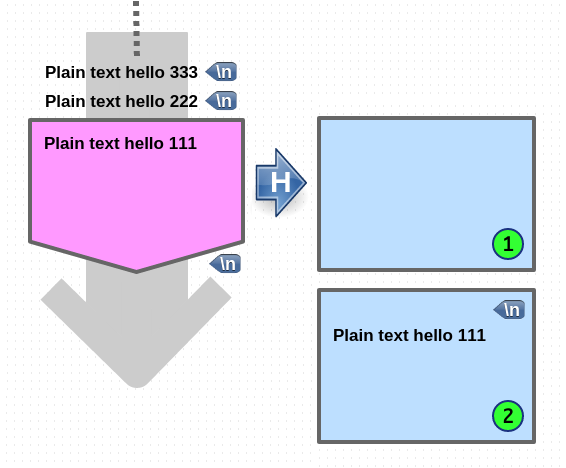 Plain text hello 333 \n
Plain text hello 222 \n
Plain text hello 111
H
\n
1
\n
Plain text hello 111
2